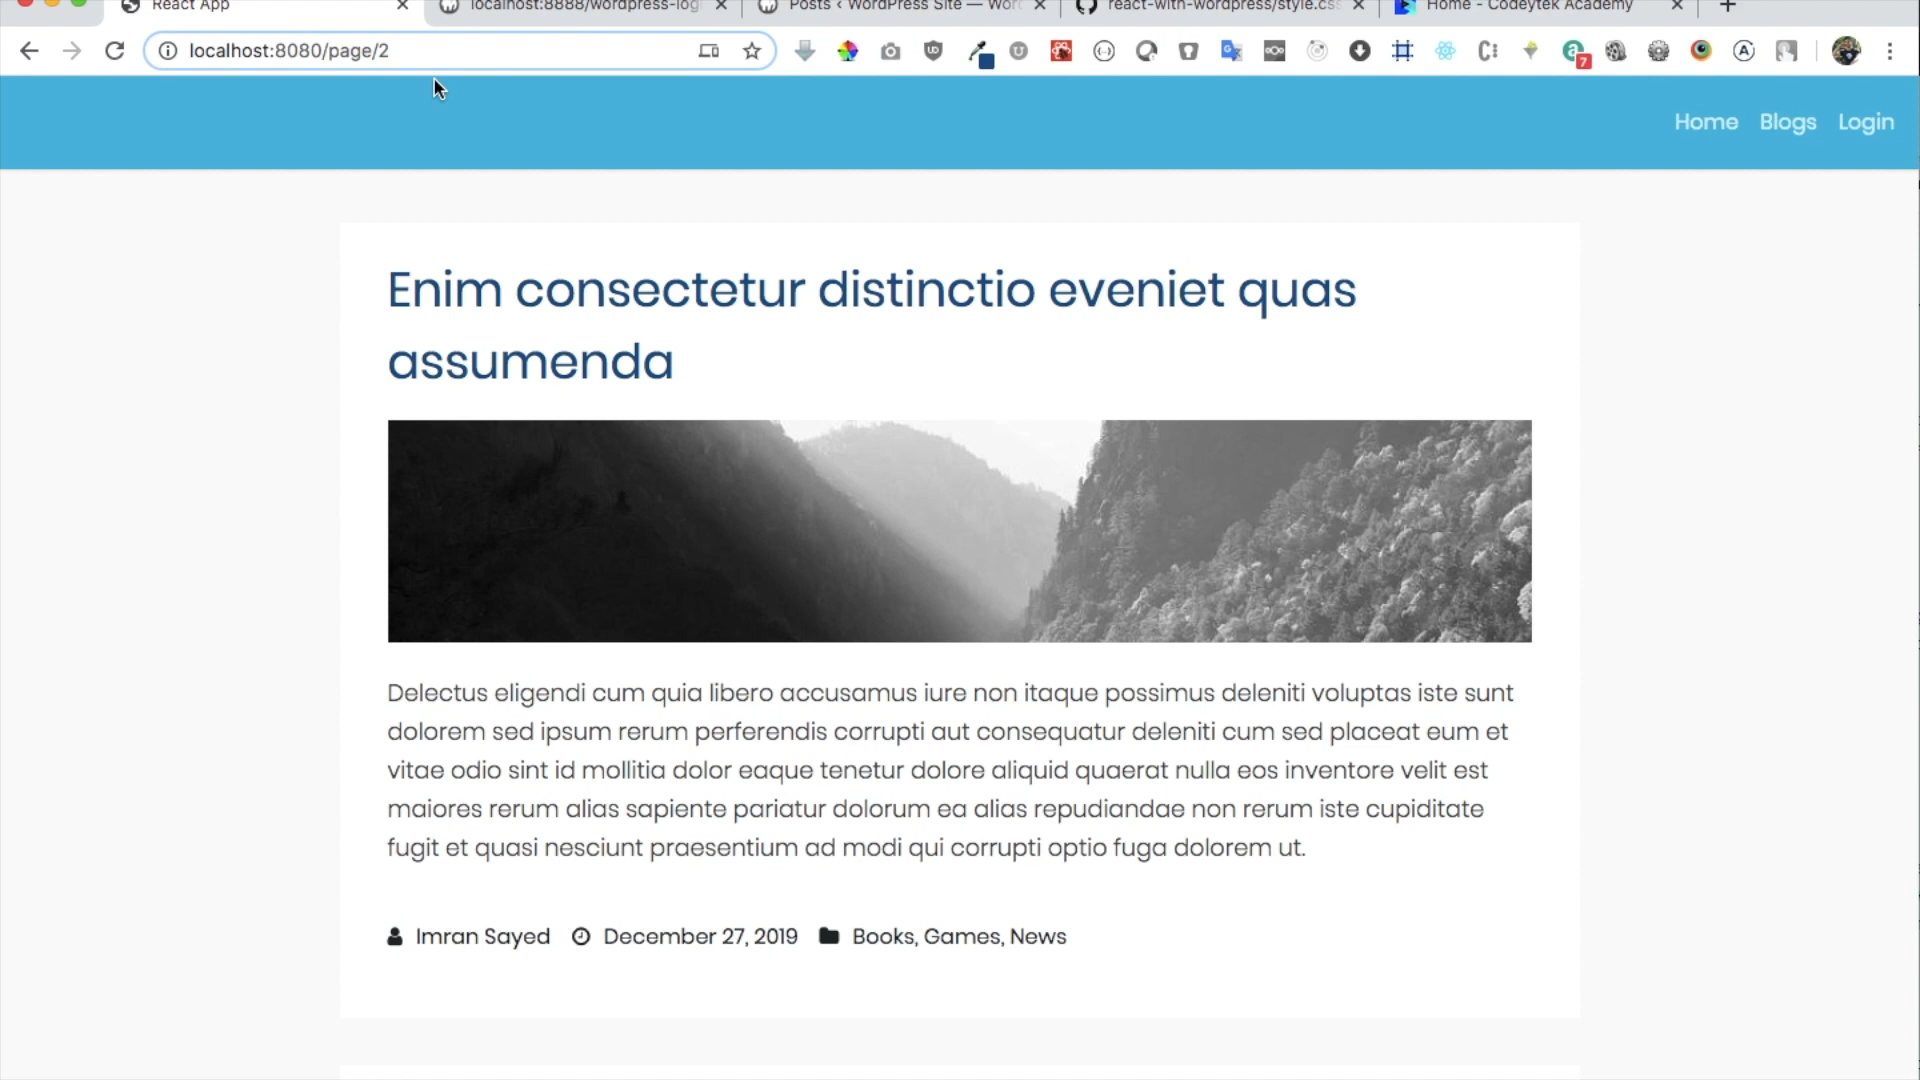 React App
localhost:8888/wordpress-logi
Posts ‹ WordPress Site — Wor
react-with-wordpress/style.css
Home - Codeytek Academy
localhost:8080/page/2
7
Home Blogs Login
Enim consectetur distinctio eveniet quas
assumenda
Delectus eligendi cum quia libero accusamus iure non itaque possimus deleniti voluptas iste sunt
dolorem sed ipsum rerum perferendis corrupti aut consequatur deleniti cum sed placeat eum et
vitae odio sint id mollitia dolor eaque tenetur dolore aliquid quaerat nulla eos inventore velit est
maiores rerum alias sapiente pariatur dolorum ea alias repudiandae non rerum iste cupiditate
fugit et quasi nesciunt praesentium ad modi qui corrupti optio fuga dolorem ut.
Imran Sayed December 27, 2019 Books, Games, News